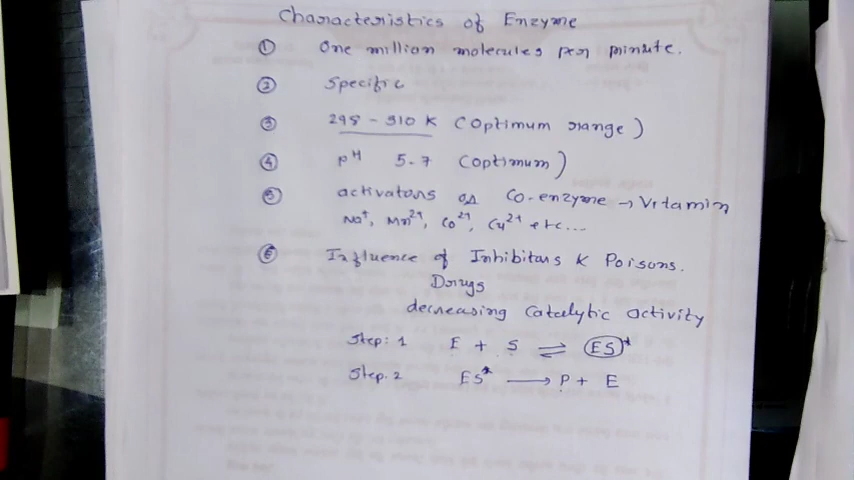 Characteristics of Enzyme
① One million molecules per minute.
② Specific
③ 298 - 310 K (Optimum range)
④ pH 5-7 (optimum)
⑤ activators or Co-enzyme → Vitamin
Na⁺, Mn²⁺, Co²⁺, Cu²⁺ etc...
⑥ Influence of Inhibitors & Poisons.
Drugs
decreasing Catalytic activity
Step: 1 E + S ⇌ ES*
Step. 2 ES* → P + E